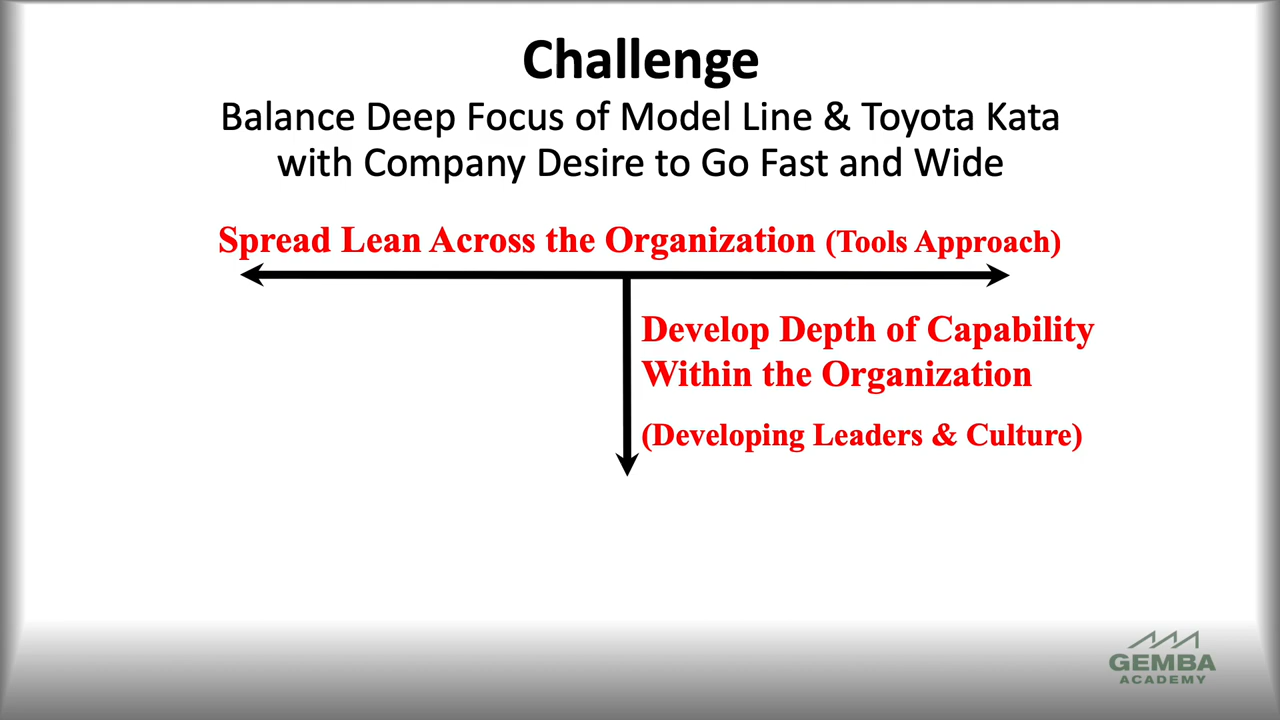 Challenge
Balance Deep Focus of Model Line & Toyota Kata
with Company Desire to Go Fast and Wide
Spread Lean Across the Organization (Tools Approach)
Develop Depth of Capability
Within the Organization
(Developing Leaders & Culture)
GEMBA
ACADEMY